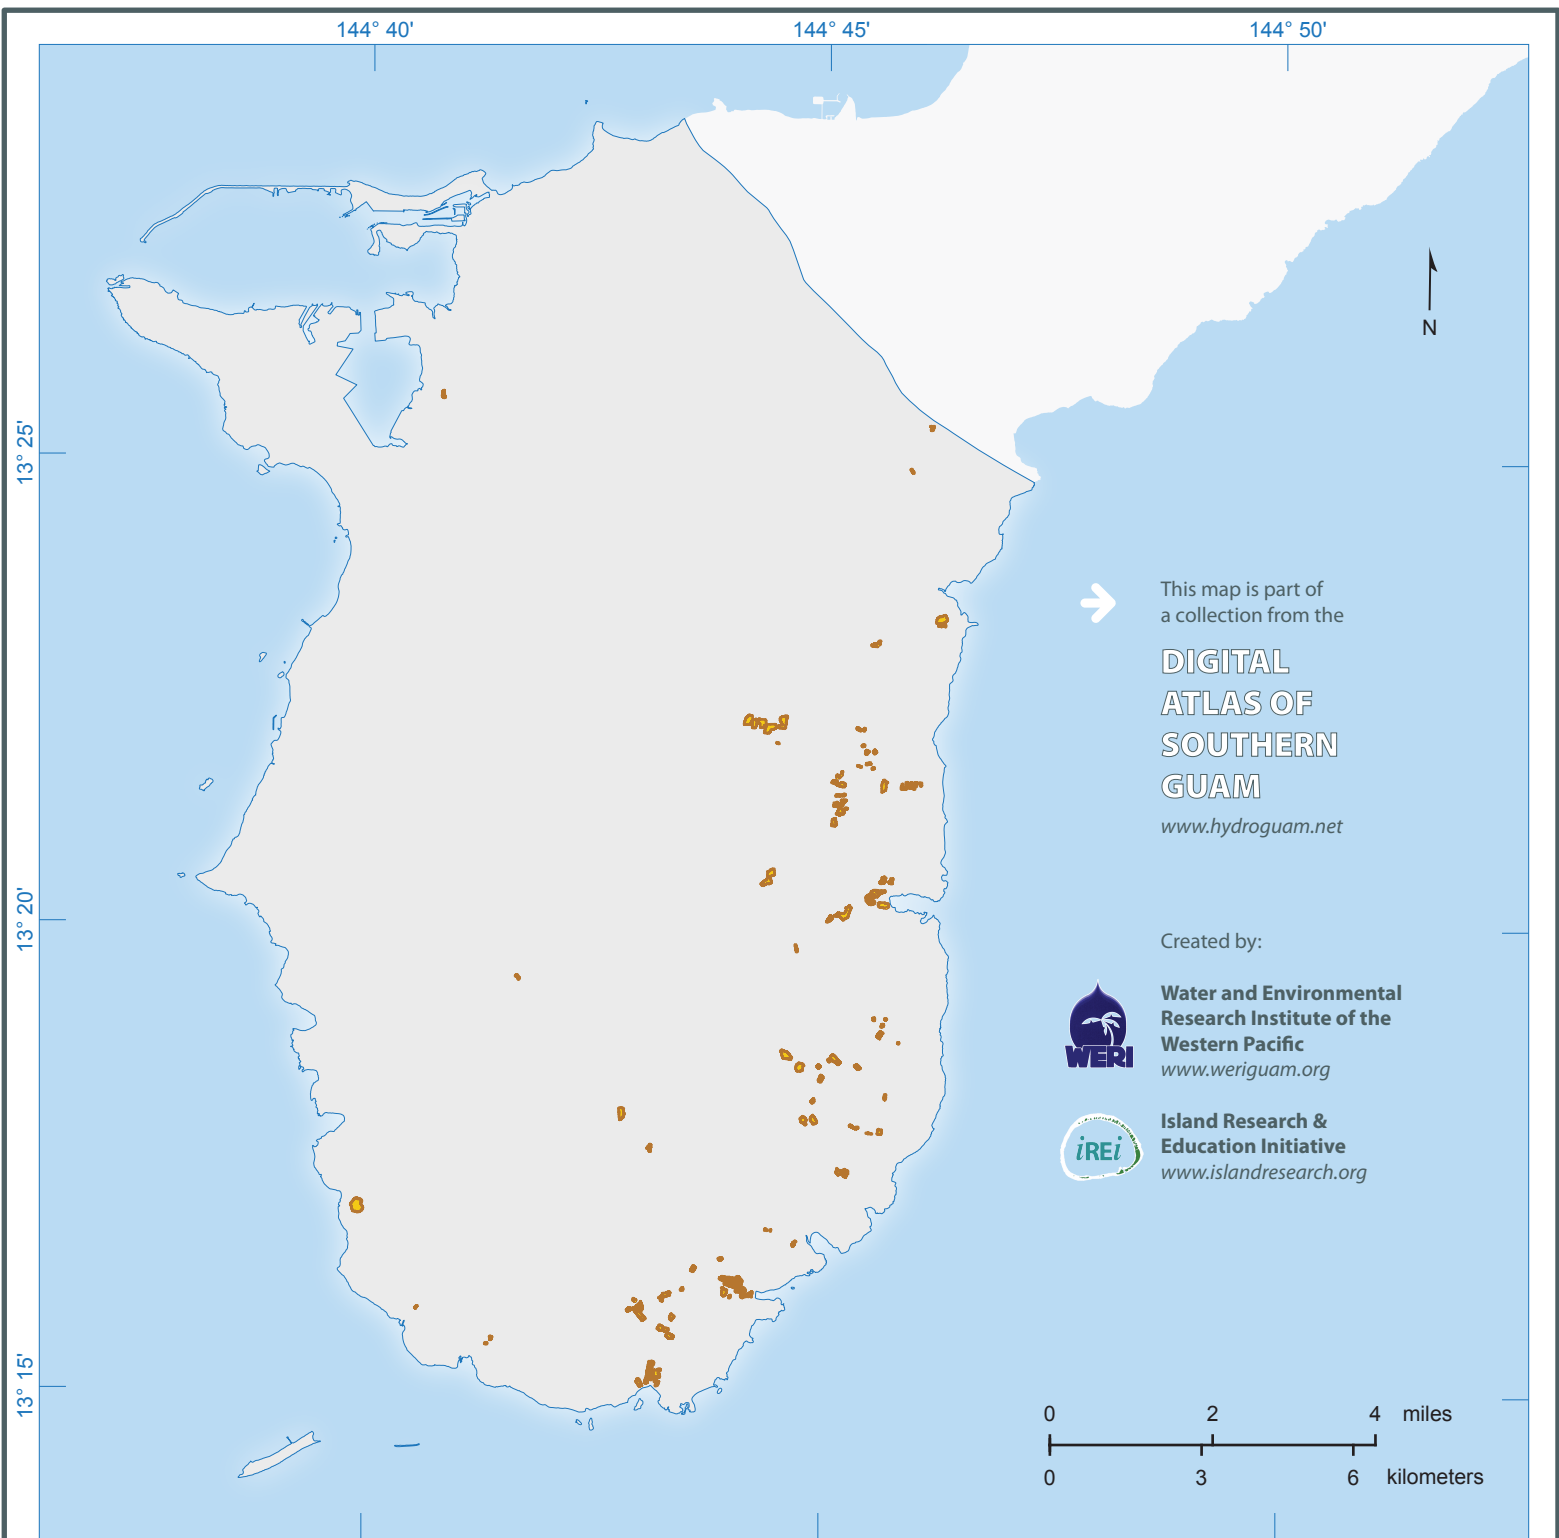 144° 40'
144° 45'
144° 50'
13° 25'
13° 20'
13° 15'
N
This map is part of
a collection from the
DIGITAL
ATLAS OF
SOUTHERN
GUAM
www.hydroguam.net
Created by:
WERI
Water and Environmental
Research Institute of the
Western Pacific
www.weriguam.org
iREi
Island Research &
Education Initiative
www.islandresearch.org
0 2 4 miles
0 3 6 kilometers